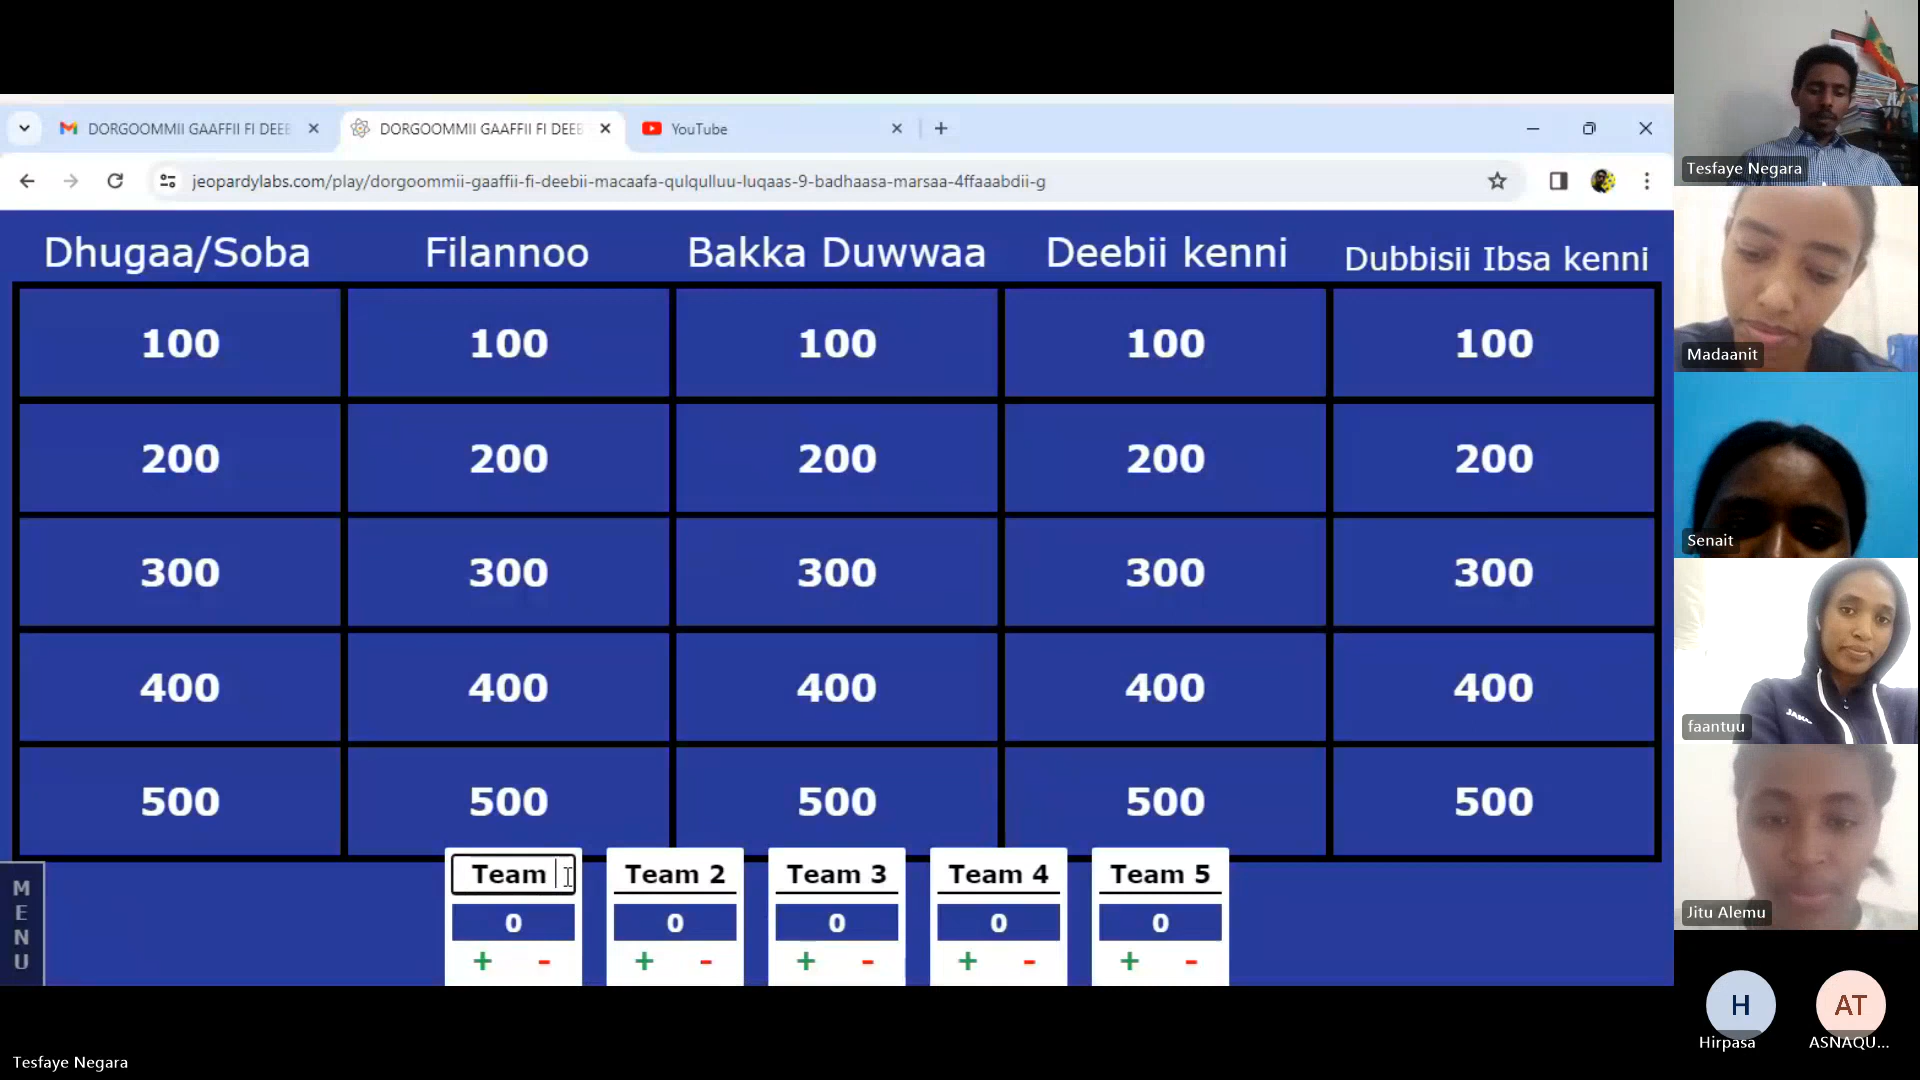 DORGOOMMII GAAFFII FI DEEE
DORGOOMMII GAAFFII FI DEEB
YouTube
jeopardylabs.com/play/dorgoommii-gaaffii-fi-deebii-macaafa-qulqulluu-luqaas-9-badhaasa-marsaa-4ffaaabdii-g
Dhugaa/Soba Filannoo Bakka Duwwaa Deebii kenni Dubbisii Ibsa kenni
100 100 100 100 100
200 200 200 200 200
300 300 300 300 300
400 400 400 400 400
500 500 500 500 500
MENU
Team Team 2 Team 3 Team 4 Team 5
0 0 0 0 0
+ - + - + - + - + -
Tesfaye Negara
Tesfaye Negara
Madaanit
Senait
faantuu
Jitu Alemu
H AT
Hirpasa ASNAQU...